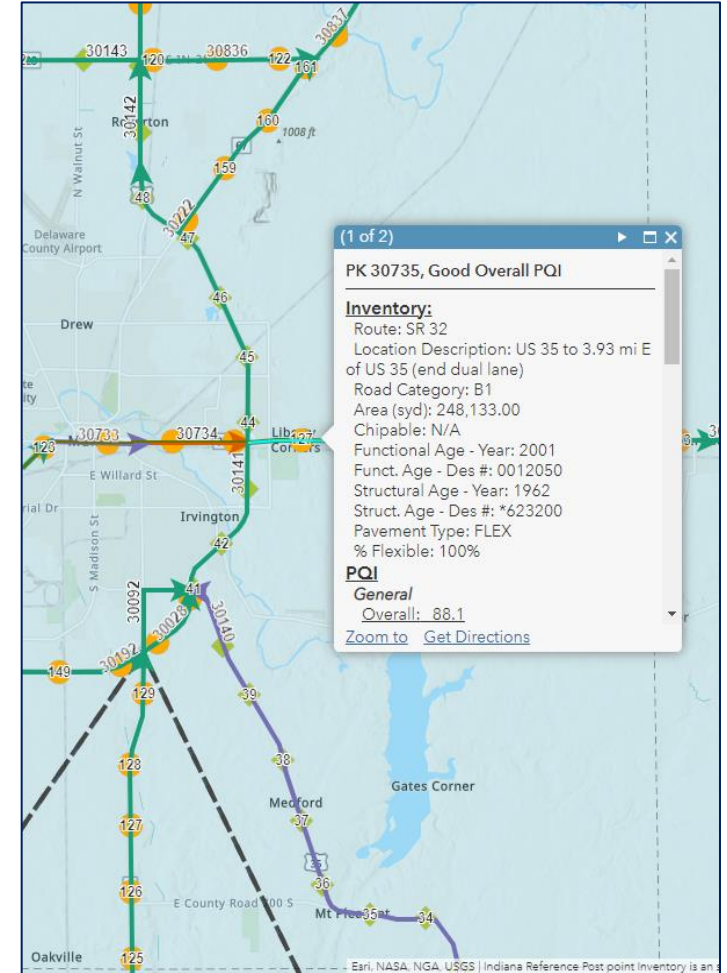 30837
30143
120
30836
122
161
30142
Royerton
160
67
1008 ft
N Walnut St
159
48
30222
47
Delaware
County Airport
46
Drew
45
44
30733
30734
127
30141
E Willard St
Irvington
42
S Madison St
30092
41
30028
30140
30192
149
129
39
128
38
Gates Corner
Medford
127
37
35
36
126
E County Road 700 S
Mt Pleasant
35
34
Oakville
125
(1 of 2)
PK 30735, Good Overall PQI
Inventory:
Route: SR 32
Location Description: US 35 to 3.93 mi E
of US 35 (end dual lane)
Road Category: B1
Area (syd): 248,133.00
Chipable: N/A
Functional Age - Year: 2001
Funct. Age - Des #: 0012050
Structural Age - Year: 1962
Struct. Age - Des #: *623200
Pavement Type: FLEX
% Flexible: 100%
PQI
General
Overall: 88.1
Zoom to Get Directions
Esri, NASA, NGA, USGS | Indiana Reference Post point Inventory is an